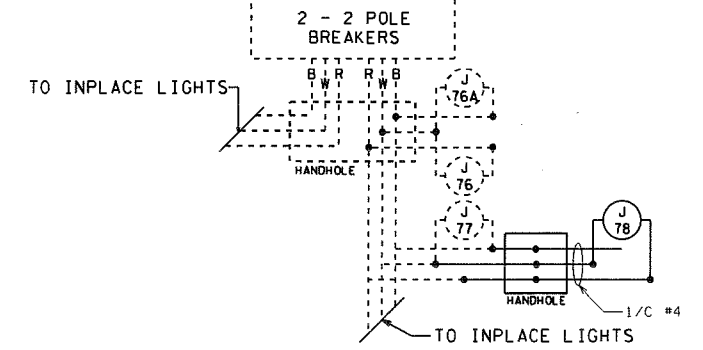 2 - 2 POLE
BREAKERS
B W R R W B
TO INPLACE LIGHTS
J
76A
HANDHOLE
J
76
J
77
J
78
HANDHOLE
1/C #4
TO INPLACE LIGHTS